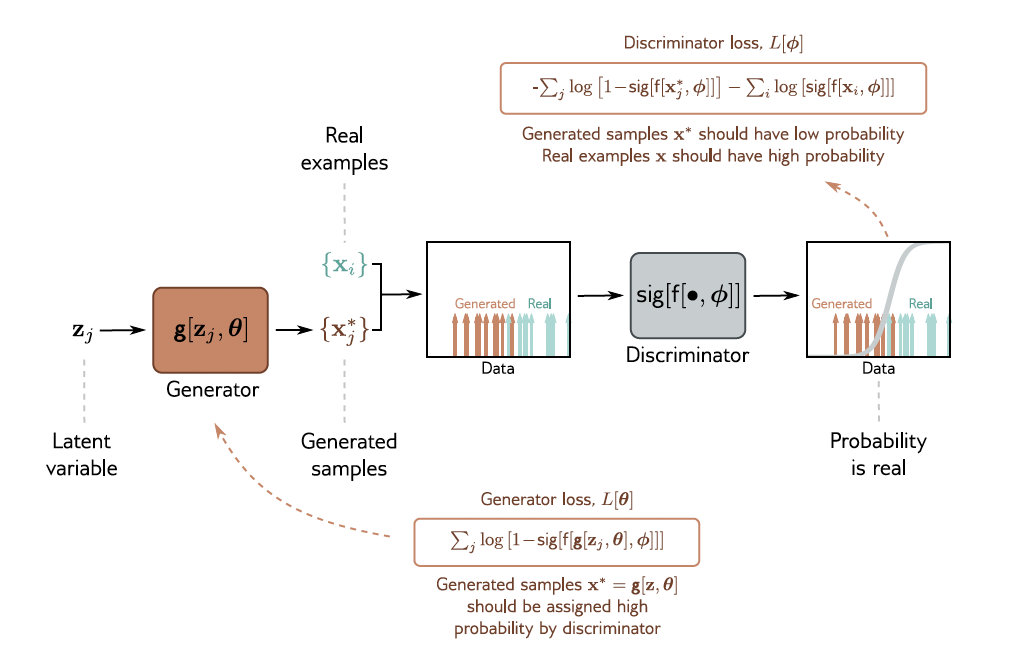 Discriminator loss, L[ϕ]
-∑_j log [1−sig[f[x*_j, ϕ]]] − ∑_i log [sig[f[x_i, ϕ]]]
Generated samples x* should have low probability
Real examples x should have high probability
Real
examples
{x_i}
z_j
g[z_j, θ]
Generator
{x*_j}
Generated Real
Data
sig[f[•, ϕ]]
Discriminator
Generated Real
Data
Latent
variable
Generated
samples
Probability
is real
Generator loss, L[θ]
∑_j log [1−sig[f[g[z_j, θ], ϕ]]]
Generated samples x* = g[z, θ]
should be assigned high
probability by discriminator